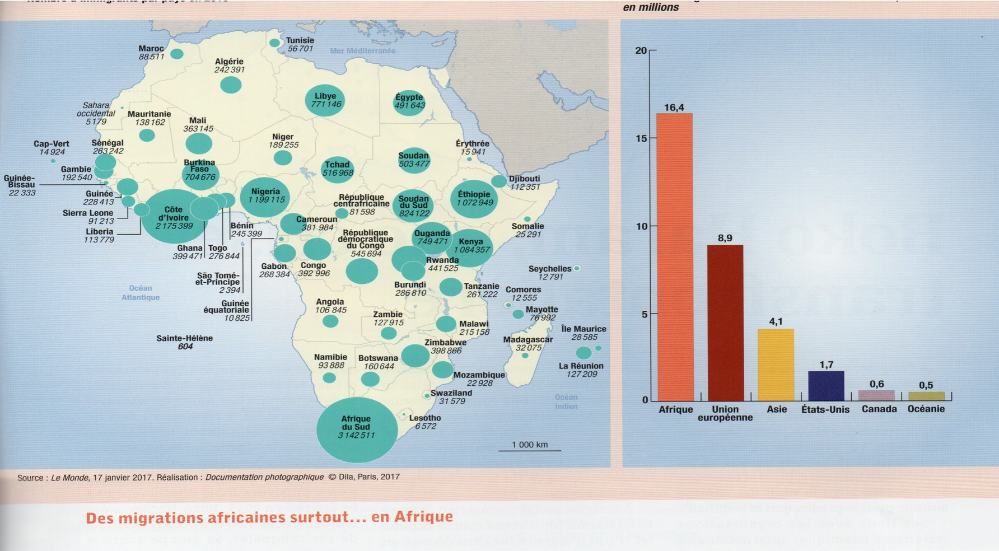 Nombre d'immigrants par pays en 2015
en millions
Maroc
88 511
Tunisie
56 701
Mer Méditerranée
Algérie
242 391
Libye
771 146
Égypte
491 643
Sahara
occidental
5 179
Mauritanie
138 162
Mali
363 145
Niger
189 255
Cap-Vert
14 924
Sénégal
263 242
Érythrée
15 941
Soudan
503 477
Tchad
516 968
Burkina
Faso
704 676
Gambie
192 540
Guinée-
Bissau
22 333
Djibouti
112 351
Guinée
228 413
Nigeria
1 199 115
République
centrafricaine
81 598
Soudan
du Sud
824 122
Éthiopie
1 072 949
Sierra Leone
91 213
Côte
d'Ivoire
2 175 399
Liberia
113 779
Cameroun
381 984
Bénin
245 399
République
démocratique
du Congo
545 694
Ouganda
749 471
Kenya
1 084 357
Somalie
25 291
Ghana
399 471
Togo
276 844
Gabon
268 384
Congo
392 996
Rwanda
441 525
Seychelles
12 791
São Tomé-
et-Principe
2 394
Burundi
286 810
Tanzanie
261 222
Comores
12 555
Océan
Atlantique
Guinée
équatoriale
10 825
Angola
106 845
Zambie
127 915
Malawi
215 158
Mayotte
76 992
Île Maurice
28 585
Sainte-Hélène
604
Zimbabwe
398 866
Madagascar
32 075
Namibie
93 888
Botswana
160 644
La Réunion
127 209
Mozambique
22 928
Swaziland
31 579
Océan
Indien
Afrique
du Sud
3 142 511
Lesotho
6 572
1 000 km
20
15
10
5
0
16,4
8,9
4,1
1,7
0,6
0,5
Afrique
Union
européenne
Asie
États-Unis
Canada
Océanie
Source : Le Monde, 17 janvier 2017. Réalisation : Documentation photographique © Dila, Paris, 2017
Des migrations africaines surtout... en Afrique